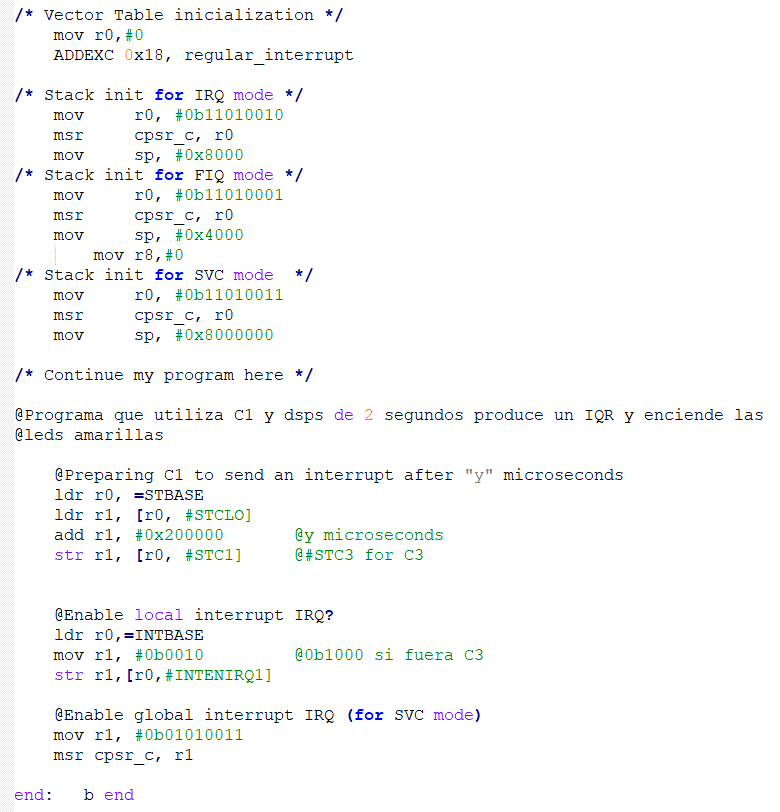 /* Vector Table inicialization */
mov r0,#0
ADDEXC 0x18, regular_interrupt
/* Stack init for IRQ mode */
mov r0, #0b11010010
msr cpsr_c, r0
mov sp, #0x8000
/* Stack init for FIQ mode */
mov r0, #0b11010001
msr cpsr_c, r0
mov sp, #0x4000
mov r8,#0
/* Stack init for SVC mode */
mov r0, #0b11010011
msr cpsr_c, r0
mov sp, #0x8000000
/* Continue my program here */
@Programa que utiliza C1 y dsps de 2 segundos produce un IQR y enciende las
@leds amarillas
@Preparing C1 to send an interrupt after "y" microseconds
ldr r0, =STBASE
ldr r1, [r0, #STCLO]
add r1, #0x200000 @y microseconds
str r1, [r0, #STC1] @#STC3 for C3
@Enable local interrupt IRQ?
ldr r0,=INTBASE
mov r1, #0b0010 @0b1000 si fuera C3
str r1,[r0,#INTENIRQ1]
@Enable global interrupt IRQ (for SVC mode)
mov r1, #0b01010011
msr cpsr_c, r1
end: b end